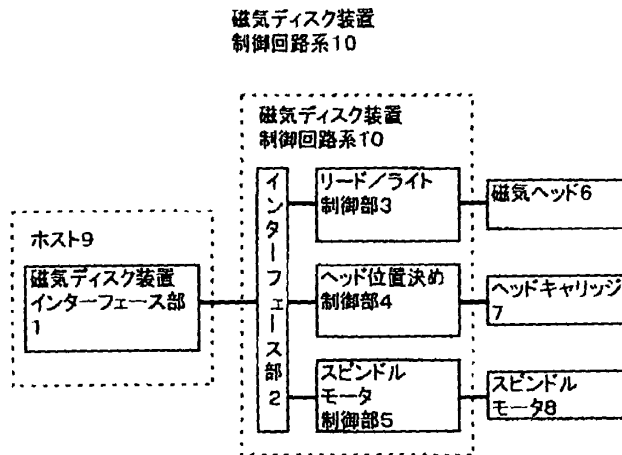 磁気ディスク装置
制御回路系10
磁気ディスク装置
制御回路系10
インターフェース部2
リード／ライト
制御部3
磁気ヘッド6
ホスト9
磁気ディスク装置
インターフェース部
1
ヘッド位置決め
制御部4
ヘッドキャリッジ
7
スピンドル
モータ
制御部5
スピンドル
モータ8